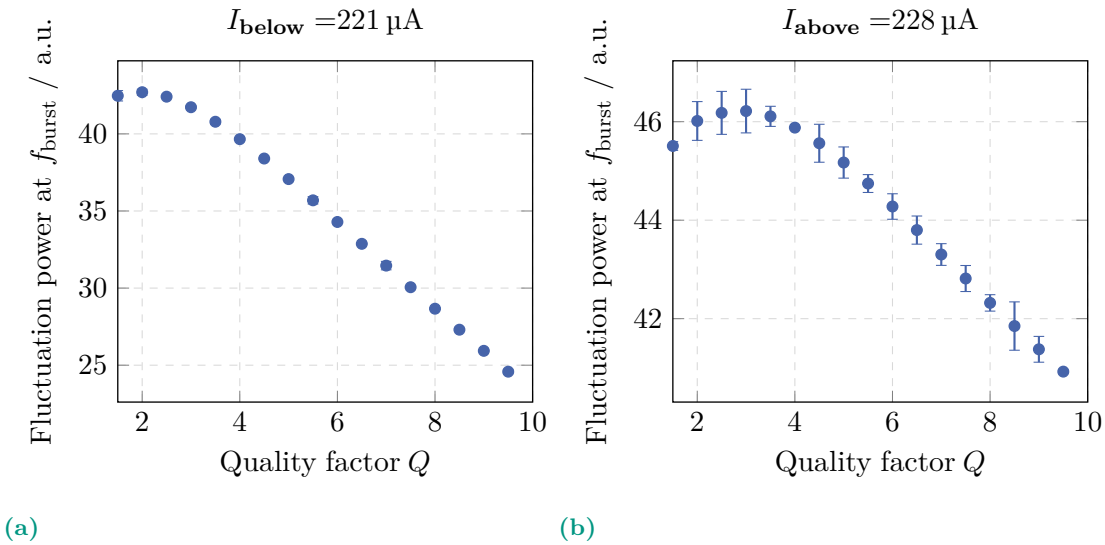 I_below =221 µA
Fluctuation power at f_burst / a.u.
40
35
30
25
2 4 6 8 10
Quality factor Q
(a)
I_above =228 µA
Fluctuation power at f_burst / a.u.
46
44
42
2 4 6 8 10
Quality factor Q
(b)